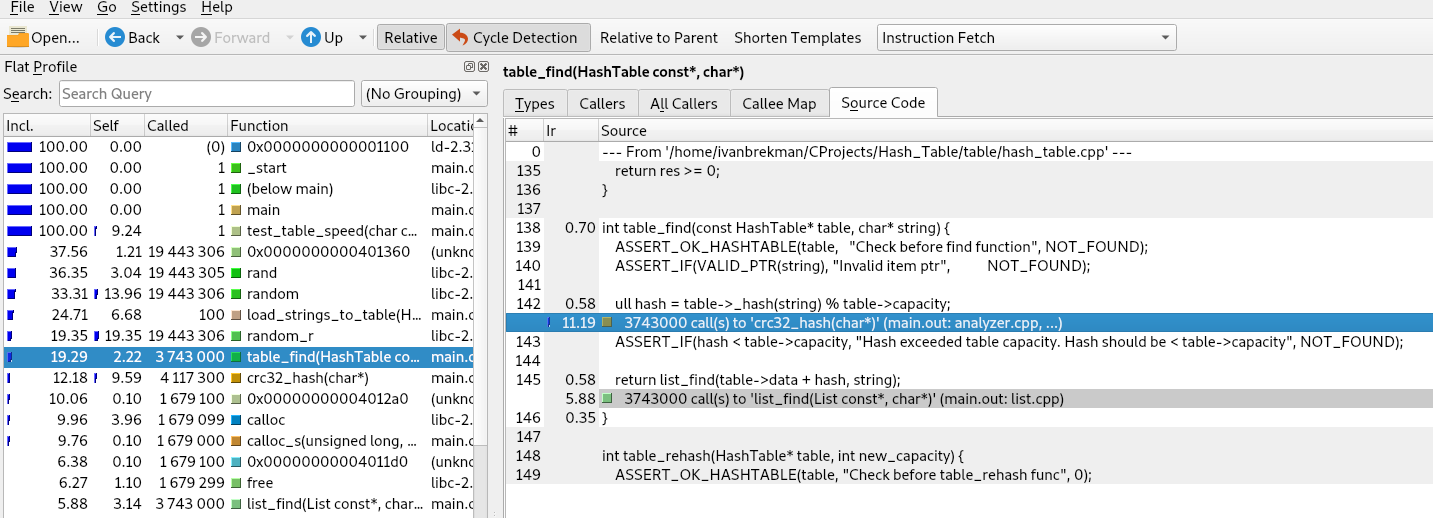 File View Go Settings Help
Open... Back Forward Up Relative Cycle Detection Relative to Parent Shorten Templates Instruction Fetch
Flat Profile
Search: Search Query (No Grouping)
Incl. Self Called Function Locatio
100.00 0.00 (0) 0x0000000000001100 ld-2.3
100.00 0.00 1 _start main.o
100.00 0.00 1 (below main) libc-2.
100.00 0.00 1 main main.o
100.00 9.24 1 test_table_speed(char c... main.o
37.56 1.21 19 443 306 0x0000000000401360 (unkno
36.35 3.04 19 443 305 rand libc-2.
33.31 13.96 19 443 306 random libc-2.
24.71 6.68 100 load_strings_to_table(H... main.o
19.35 19.35 19 443 306 random_r libc-2.
19.29 2.22 3 743 000 table_find(HashTable co... main.o
12.18 9.59 4 117 300 crc32_hash(char*) main.o
10.06 0.10 1 679 100 0x00000000004012a0 (unkno
9.96 3.96 1 679 099 calloc libc-2.
9.76 0.10 1 679 000 calloc_s(unsigned long, ... main.o
6.38 0.10 1 679 100 0x00000000004011d0 (unkno
6.27 1.10 1 679 299 free libc-2.
5.88 3.14 3 743 000 list_find(List const*, char... main.o
table_find(HashTable const*, char*)
Types Callers All Callers Callee Map Source Code
# Ir Source
0 --- From '/home/ivanbrekman/CProjects/Hash_Table/table/hash_table.cpp' ---
135 return res >= 0;
136 }
137
138 0.70 int table_find(const HashTable* table, char* string) {
139 ASSERT_OK_HASHTABLE(table, "Check before find function", NOT_FOUND);
140 ASSERT_IF(VALID_PTR(string), "Invalid item ptr", NOT_FOUND);
141
142 0.58 ull hash = table->_hash(string) % table->capacity;
11.19 3743000 call(s) to 'crc32_hash(char*)' (main.out: analyzer.cpp, ...)
143 ASSERT_IF(hash < table->capacity, "Hash exceeded table capacity. Hash should be < table->capacity", NOT_FOUND);
144
145 0.58 return list_find(table->data + hash, string);
5.88 3743000 call(s) to 'list_find(List const*, char*)' (main.out: list.cpp)
146 0.35 }
147
148 int table_rehash(HashTable* table, int new_capacity) {
149 ASSERT_OK_HASHTABLE(table, "Check before table_rehash func", 0);